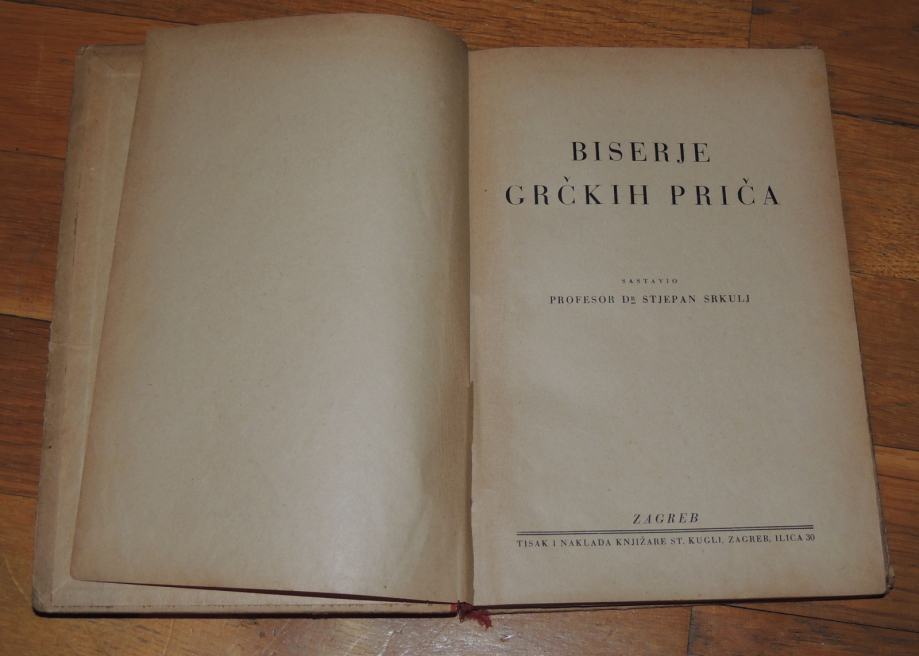 BISERJE
GRČKIH PRIČA
SASTAVIO
PROFESOR DR STJEPAN SRKULJ
ZAGREB
TISAK I NAKLADA KNJIŽARE ST. KUGLI, ZAGREB, ILICA 30